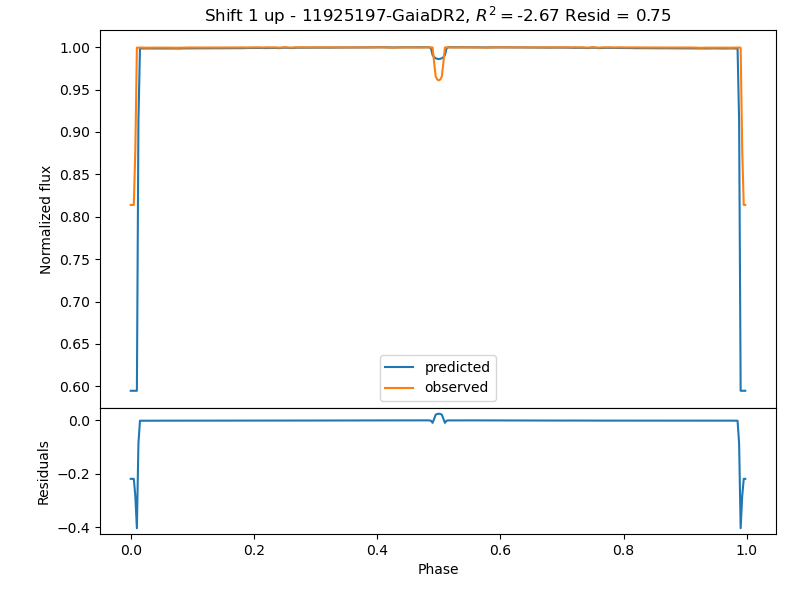 Shift 1 up - 11925197-GaiaDR2, R² = -2.67 Resid = 0.75
1.00
0.95
0.90
0.85
0.80
0.75
0.70
0.65
0.60
Normalized flux
predicted
observed
0.0
−0.2
−0.4
Residuals
0.0 0.2 0.4 0.6 0.8 1.0
Phase